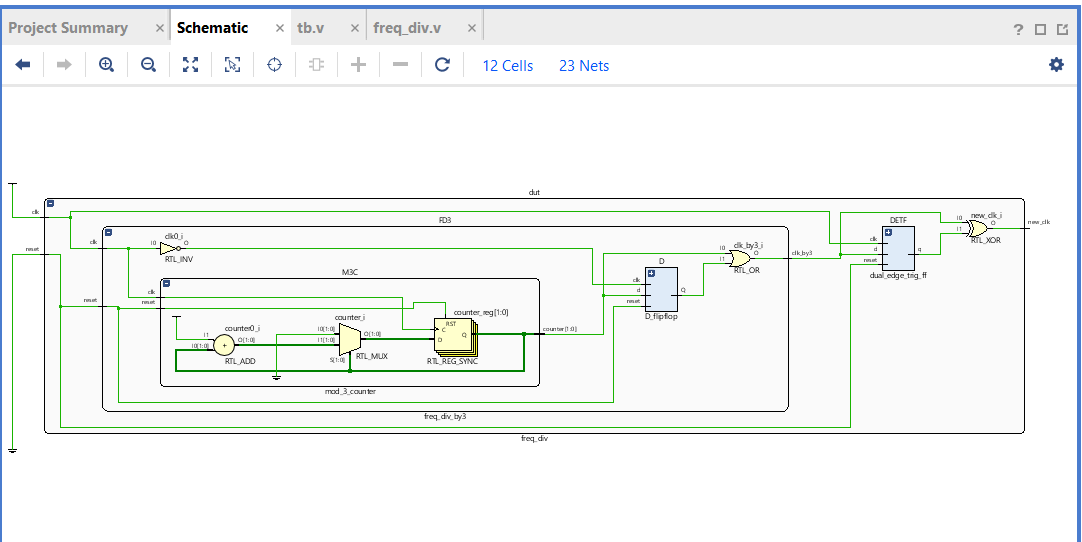 Project Summary × Schematic × tb.v × freq_div.v ×
?
12 Cells 23 Nets
dut
clk
reset
new_clk
FD3
clk
reset
clk0_i
I0 O
RTL_INV
M3C
clk
reset
counter0_i
I1
I0[1:0]
O[1:0]
+
RTL_ADD
counter_i
I0[1:0]
I1[1:0]
S[1:0]
O[1:0]
RTL_MUX
counter_reg[1:0]
RST
C
D
Q
RTL_REG_SYNC
counter[1:0]
mod_3_counter
D
clk
d
reset
Q
D_flipflop
clk_by3_i
I0
I1
O
RTL_OR
clk_by3
freq_div_by3
DETF
clk
d
reset
q
dual_edge_trig_ff
new_clk_i
I0
I1
O
RTL_XOR
freq_div